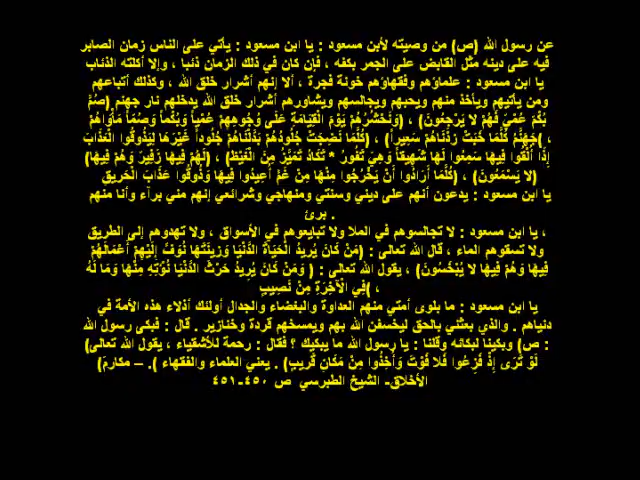 عن رسول الله (ص) من وصيته لأبن مسعود : يا ابن مسعود : يأتي على الناس زمان الصابر
فيه على دينه مثل القابض على الجمر بكفه ، فإن كان في ذلك الزمان ذئبا ، وإلا أكلته الذئاب
يا ابن مسعود : علماؤهم وفقهاؤهم خونة فجرة ، ألا إنهم أشرار خلق الله ، وكذلك أتباعهم
ومن يأتيهم ويأخذ منهم ويحبهم ويجالسهم ويشاورهم أشرار خلق الله يدخلهم نار جهنم (صُمٌّ
بُكْمٌ عُمْيٌ فَهُمْ لا يَرْجِعُونَ) ، (وَنَحْشُرُهُمْ يَوْمَ الْقِيَامَةِ عَلَى وُجُوهِهِمْ عُمْياً وَبُكْماً وَصُمّاً مَأْوَاهُمْ
، (جَهَنَّمُ كُلَّمَا خَبَتْ زِدْنَاهُمْ سَعِيراً) ، (كُلَّمَا نَضِجَتْ جُلُودُهُمْ بَدَّلْنَاهُمْ جُلُوداً غَيْرَهَا لِيَذُوقُوا الْعَذَابَ
إِذَا أُلْقُوا فِيهَا سَمِعُوا لَهَا شَهِيقاً وَهِيَ تَفُورُ * تَكَادُ تَمَيَّزُ مِنَ الْغَيْظِ) ، (لَهُمْ فِيهَا زَفِيرٌ وَهُمْ فِيهَا)
(لا يَسْمَعُونَ) ، (كُلَّمَا أَرَادُوا أَنْ يَخْرُجُوا مِنْهَا مِنْ غَمٍّ أُعِيدُوا فِيهَا وَذُوقُوا عَذَابَ الْحَرِيقِ
يا ابن مسعود : يدعون أنهم على ديني وسنتي ومنهاجي وشرائعي إنهم مني برآء وأنا منهم
. برئ
، يا ابن مسعود : لا تجالسوهم في الملا ولا تبايعوهم في الأسواق ، ولا تهدوهم إلى الطريق
ولا تسقوهم الماء ، قال الله تعالى : (مَنْ كَانَ يُرِيدُ الْحَيَاةَ الدُّنْيَا وَزِينَتَهَا نُوَفِّ إِلَيْهِمْ أَعْمَالَهُمْ
فِيهَا وَهُمْ فِيهَا لا يُبْخَسُونَ) ، يقول الله تعالى : ( وَمَنْ كَانَ يُرِيدُ حَرْثَ الدُّنْيَا نُؤْتِهِ مِنْهَا وَمَا لَهُ
، (فِي الْآخِرَةِ مِنْ نَصِيبٍ
يا ابن مسعود : ما بلوى أمتي منهم العداوة والبغضاء والجدال أولئك أذلاء هذه الأمة في
دنياهم . والذي بعثني بالحق ليخسفن الله بهم ويمسخهم قردة وخنازير . قال : فبكى رسول الله
: ص) وبكينا لبكائه وقلنا : يا رسول الله ما يبكيك ؟ فقال : رحمة للأشقياء ، يقول الله تعالى)
لَوْ تَرَى إِذْ فَزِعُوا فَلا فَوْتَ وَأُخِذُوا مِنْ مَكَانٍ قَرِيبٍ) . يعني العلماء والفقهاء ). – مكارم)
الأخلاق- الشيخ الطبرسي ص ٤٥٠-٤٥١